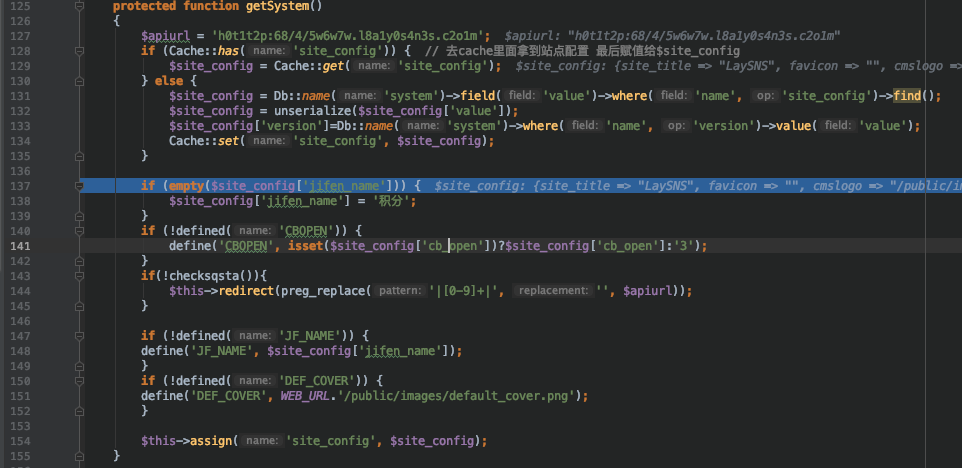 125 protected function getSystem()
126 {
127 $apiurl = 'h0t1t2p:68/4/5w6w7w.l8a1y0s4n3s.c2o1m'; $apiurl: "h0t1t2p:68/4/5w6w7w.l8a1y0s4n3s.c2o1m"
128 if (Cache::has( name: 'site_config')) { // 去cache里面拿到站点配置 最后赋值给$site_config
129 $site_config = Cache::get( name: 'site_config'); $site_config: {site_title => "LaySNS", favicon => "", cmslogo =>
130 } else {
131 $site_config = Db::name( name: 'system')->field( field: 'value')->where( field: 'name', op: 'site_config')->find();
132 $site_config = unserialize($site_config['value']);
133 $site_config['version']=Db::name( name: 'system')->where( field: 'name', op: 'version')->value( field: 'value');
134 Cache::set( name: 'site_config', $site_config);
135 }
136
137 if (empty($site_config['jifen_name'])) { $site_config: {site_title => "LaySNS", favicon => "", cmslogo => "/public/im
138 $site_config['jifen_name'] = '积分';
139 }
140 if (!defined( name: 'CBOPEN')) {
141 define('CBOPEN', isset($site_config['cb_open'])?$site_config['cb_open']:'3');
142 }
143 if(!checksqsta()){
144 $this->redirect(preg_replace( pattern: '|[0-9]+|', replacement: '', $apiurl));
145 }
146
147 if (!defined( name: 'JF_NAME')) {
148 define('JF_NAME', $site_config['jifen_name']);
149 }
150 if (!defined( name: 'DEF_COVER')) {
151 define('DEF_COVER', WEB_URL.'/public/images/default_cover.png');
152 }
153
154 $this->assign( name: 'site_config', $site_config);
155 }